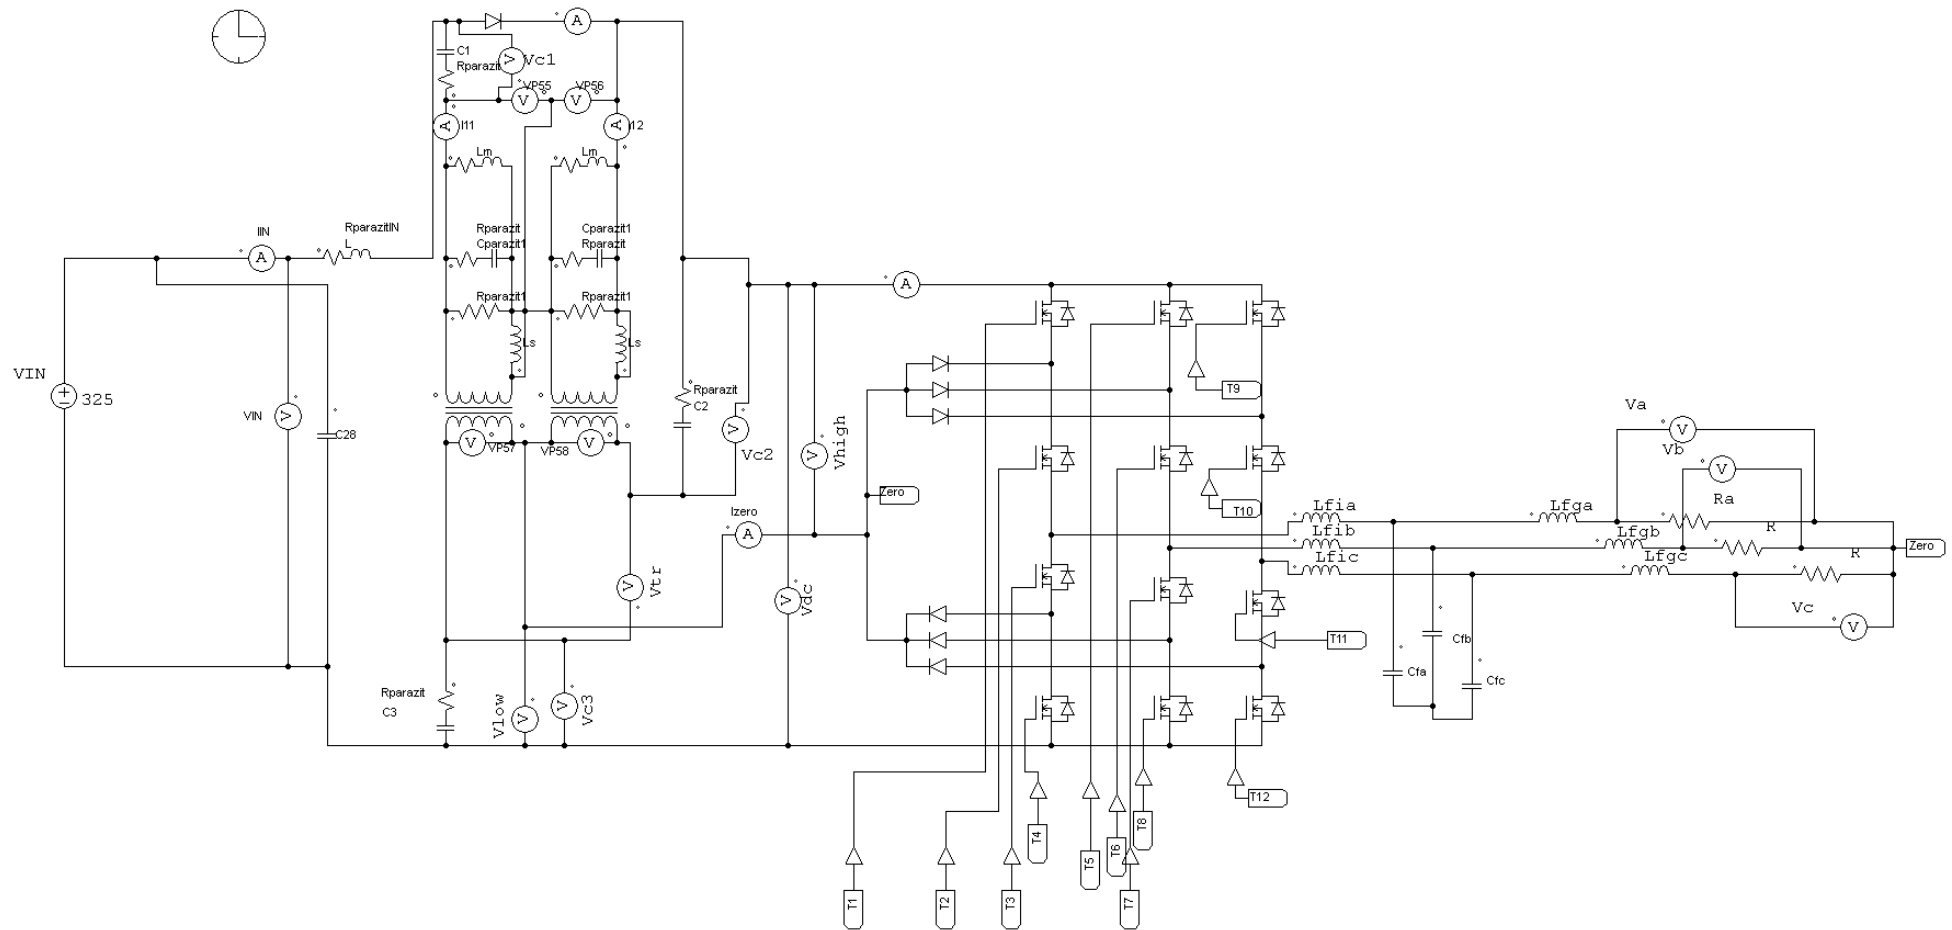 A
C1
Rparazit
V
Vc1
VP55
VP56
V
V
A
I11
A
I12
Lm
Lm
RparazitIN
L
IIN
A
Rparazit
Cparazit1
Cparazit1
Rparazit
Rparazit1
Rparazit1
A
Ls
Ls
VIN
325
VIN
V
C28
Rparazit
C2
V
Vc2
V
Vhigh
V
VP57
VP58
V
Zero
Izero
A
V
Vtr
V
Vdc
Rparazit
C3
Vlow
V
V
Vc3
T9
T10
T11
T12
Va
V
Vb
V
Ra
R
R
Lfia
Lfib
Lfic
Lfga
Lfgb
Lfgc
Zero
Vc
V
Cfa
Cfb
Cfc
T4
T5
T6
T8
T1
T2
T3
T7